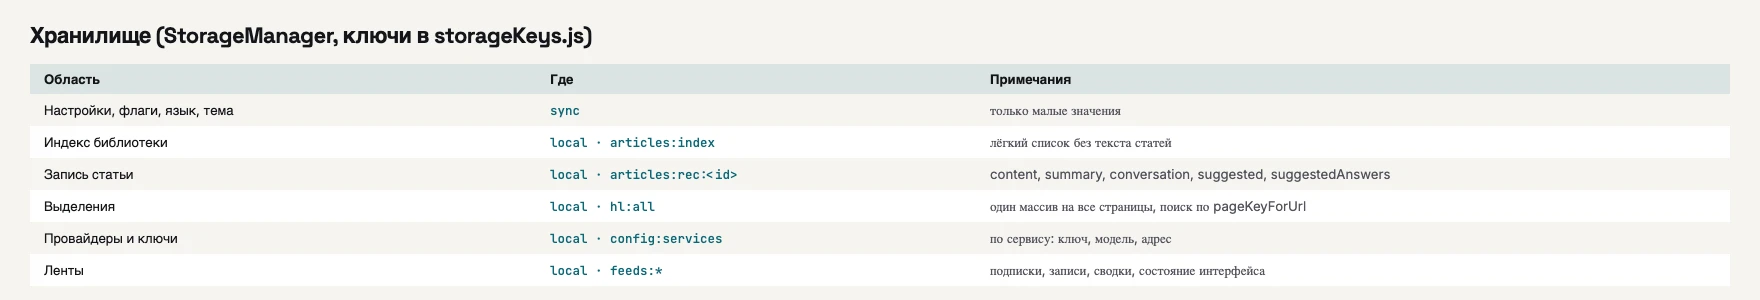 Хранилище (StorageManager, ключи в storageKeys.js)
Область Где Примечания
Настройки, флаги, язык, тема sync только малые значения
Индекс библиотеки local · articles:index лёгкий список без текста статей
Запись статьи local · articles:rec:<id> content, summary, conversation, suggested, suggestedAnswers
Выделения local · hl:all один массив на все страницы, поиск по pageKeyForUrl
Провайдеры и ключи local · config:services по сервису: ключ, модель, адрес
Ленты local · feeds:* подписки, записи, сводки, состояние интерфейса